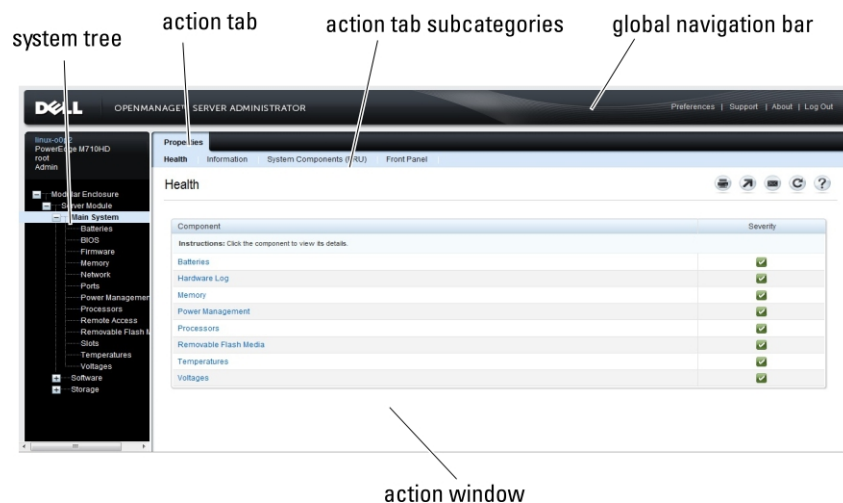 action tab
action tab subcategories
global navigation bar
system tree
DELL
OPENMANAGE™ SERVER ADMINISTRATOR
Preferences | Support | About | Log Out
linux-o0p2
PowerEdge M710HD
root
Admin
Properties
Health Information System Components (FRU) Front Panel
Health
Modular Enclosure
Server Module
Main System
Batteries
BIOS
Firmware
Memory
Network
Ports
Power Managemen
Processors
Remote Access
Removable Flash M
Slots
Temperatures
Voltages
Software
Storage
Component Severity
Instructions: Click the component to view its details.
Batteries
Hardware Log
Memory
Power Management
Processors
Removable Flash Media
Temperatures
Voltages
action window